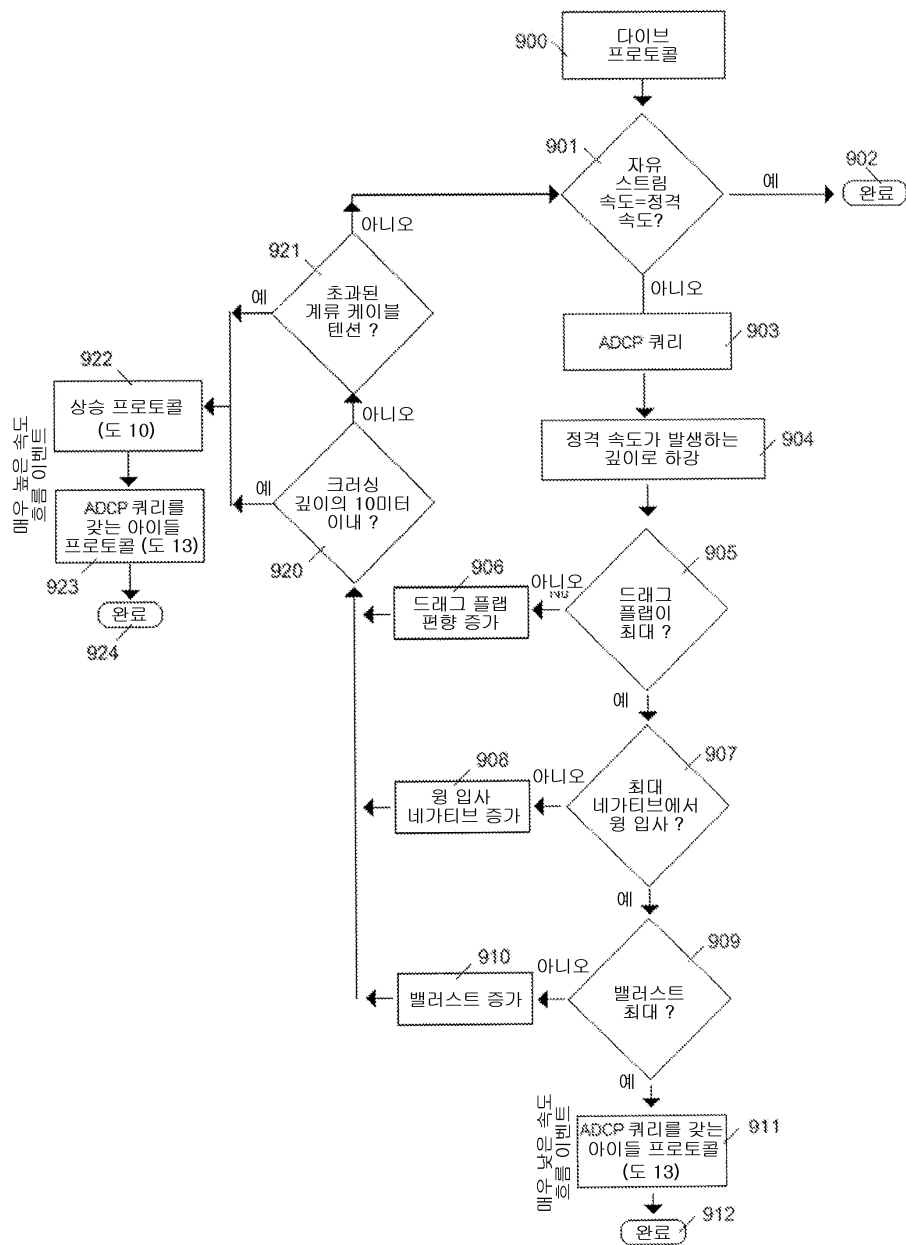 900
다이브
프로토콜
901
자유
스트림
속도=정격
속도?
예
902
완료
아니오
ADCP 쿼리
903
정격 속도가 발생하는
깊이로 하강
904
905
드래그
플랩이
최대 ?
아니오
906
드래그 플랩
편향 증가
예
907
최대
네가티브에서
윙 입사 ?
아니오
908
윙 입사
네가티브 증가
예
909
밸러스트
최대 ?
아니오
910
밸러스트 증가
예
매우 낮은 속도
흐름 이벤트
ADCP 쿼리를 갖는
아이들 프로토콜
(도 13)
911
완료
912
920
크러싱
깊이의 10미터
이내 ?
예
아니오
921
초과된
계류 케이블
텐션 ?
예
아니오
922
상승 프로토콜
(도 10)
매우 높은 속도
흐름 이벤트
ADCP 쿼리를
갖는 아이들
프로토콜 (도 13)
923
완료
924